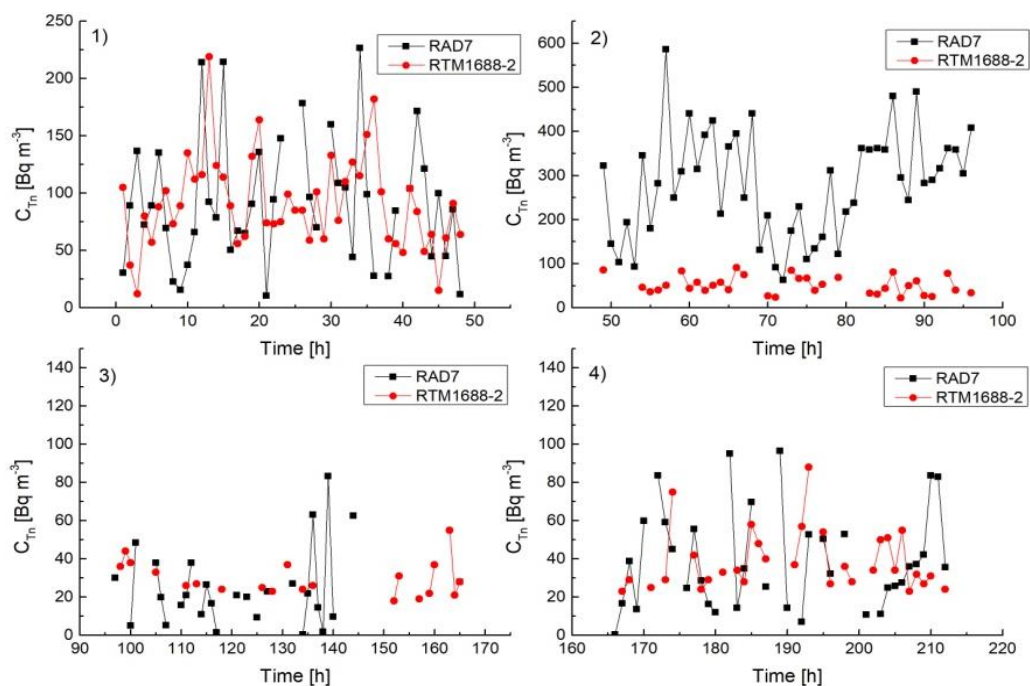 1)
RAD7
RTM1688-2
C_Tn [Bq m⁻³]
250
200
150
100
50
0
0 10 20 30 40 50
Time [h]
2)
RAD7
RTM1688-2
C_Tn [Bq m⁻³]
600
500
400
300
200
100
0
50 60 70 80 90 100
Time [h]
3)
RAD7
RTM1688-2
C_Tn [Bq m⁻³]
140
120
100
80
60
40
20
0
90 100 110 120 130 140 150 160 170
Time [h]
4)
RAD7
RTM1688-2
C_Tn [Bq m⁻³]
140
120
100
80
60
40
20
0
160 170 180 190 200 210 220
Time [h]